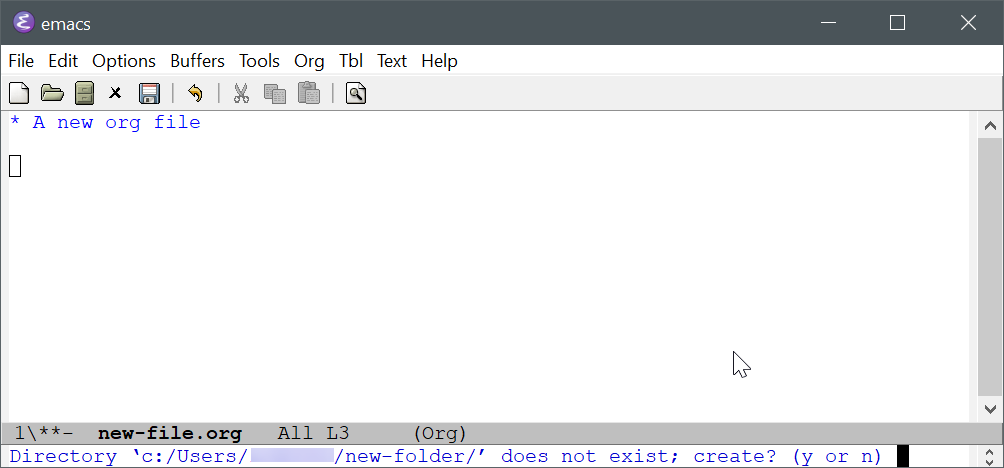 emacs
File Edit Options Buffers Tools Org Tbl Text Help
* A new org file
1\**- new-file.org All L3 (Org)
Directory ‘c:/Users/ /new-folder/’ does not exist; create? (y or n)